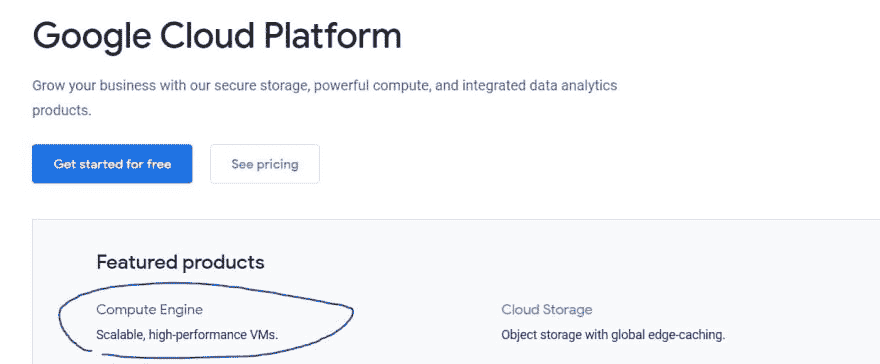 Google Cloud Platform
Grow your business with our secure storage, powerful compute, and integrated data analytics
products.
Get started for free
See pricing
Featured products
Compute Engine
Scalable, high-performance VMs.
Cloud Storage
Object storage with global edge-caching.